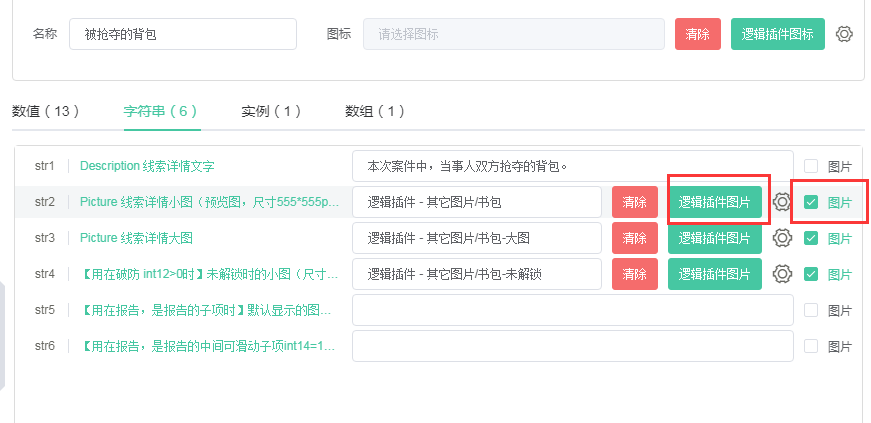 名称 被抢夺的背包 图标 请选择图标 清除 逻辑插件图标
数值（13） 字符串（6） 实例（1） 数组（1）
str1 Description 线索详情文字 本次案件中，当事人双方抢夺的背包。 图片
str2 Picture 线索详情小图（预览图，尺寸555*555p... 逻辑插件 - 其它图片/书包 清除 逻辑插件图片 图片
str3 Picture 线索详情大图 逻辑插件 - 其它图片/书包-大图 清除 逻辑插件图片 图片
str4 【用在破防 int12>0时】未解锁时的小图（尺寸... 逻辑插件 - 其它图片/书包-未解锁 清除 逻辑插件图片 图片
str5 【用在报告，是报告的子项时】默认显示的图... 图片
str6 【用在报告，是报告的中间可滑动子项int14=1... 图片